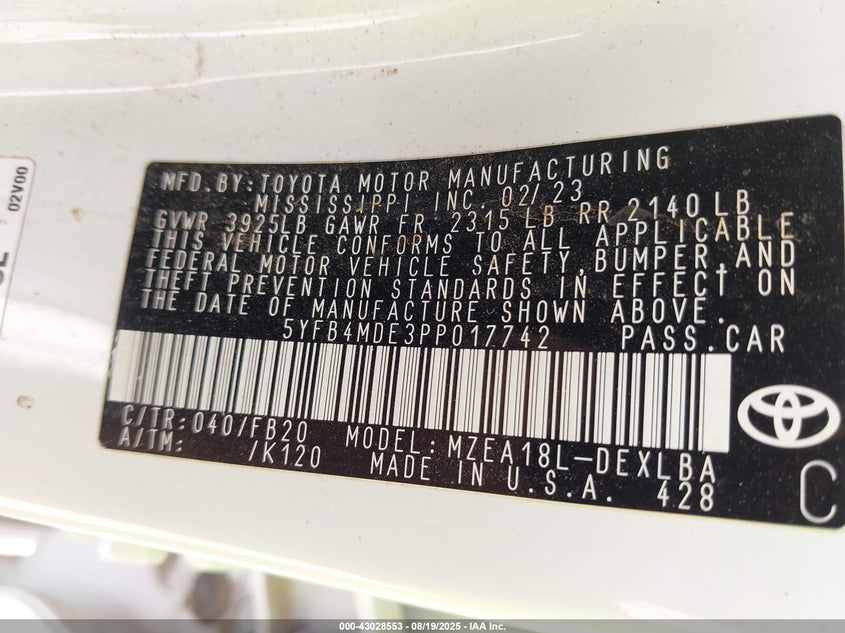 MFD. BY: TOYOTA MOTOR MANUFACTURING
MISSISSIPPI INC. 02/23
GVWR 3925LB GAWR FR 2315 LB RR 2140 LB
THIS VEHICLE CONFORMS TO ALL APPLICABLE
FEDERAL MOTOR VEHICLE SAFETY, BUMPER, AND
THEFT PREVENTION STANDARDS IN EFFECT ON
THE DATE OF MANUFACTURE SHOWN ABOVE.
5YFB4MDE3PP017742 PASS.CAR
C/TR: 040/FB20 MODEL: MZEA18L-DEXLBA
A/TM: /K120 MADE IN U.S.A. 428
C
02V00
000-43028553 — 08/19/2025 - IAA Inc.